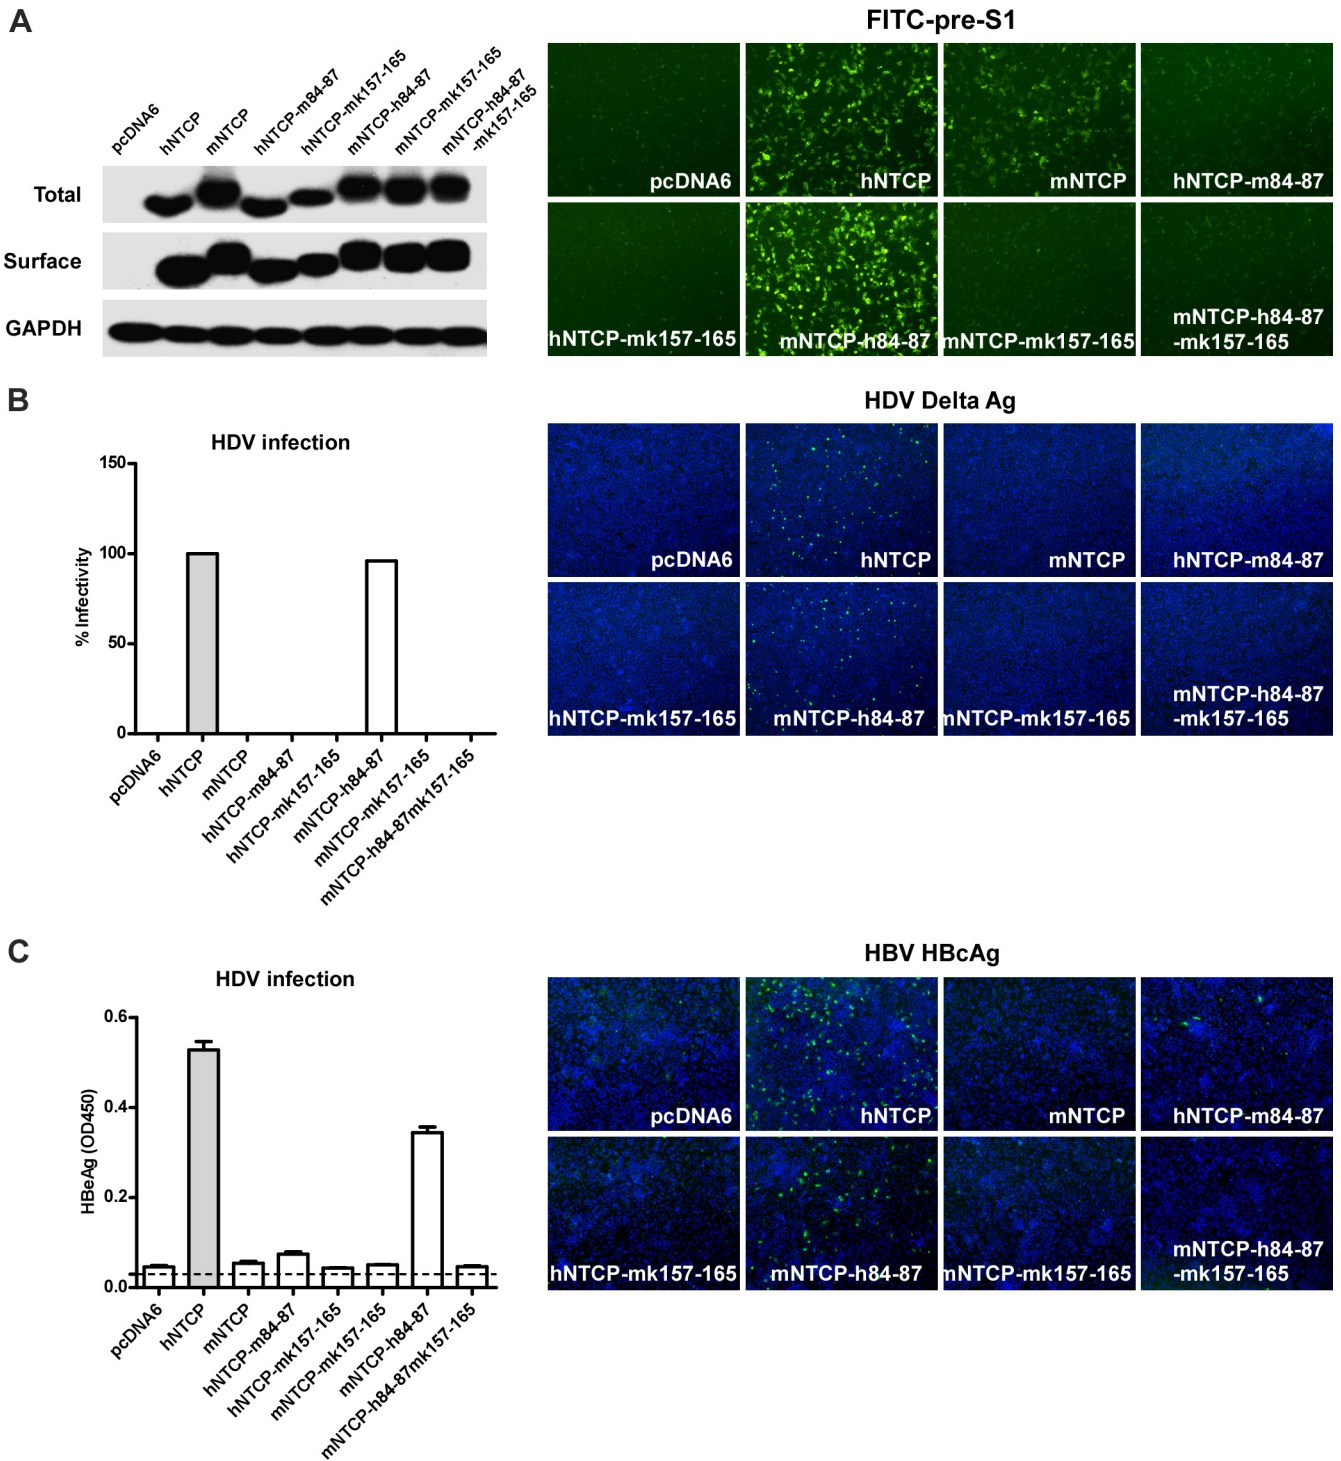 A
FITC-pre-S1
pcDNA6
hNTCP
mNTCP
hNTCP-m84-87
hNTCP-mk157-165
mNTCP-h84-87
mNTCP-mk157-165
mNTCP-h84-87
-mk157-165
Total
Surface
GAPDH
pcDNA6
hNTCP
mNTCP
hNTCP-m84-87
hNTCP-mk157-165
mNTCP-h84-87
mNTCP-mk157-165
mNTCP-h84-87
-mk157-165
B
HDV Delta Ag
HDV infection
% Infectivity
150
100
50
0
pcDNA6
hNTCP
mNTCP
hNTCP-m84-87
hNTCP-mk157-165
mNTCP-h84-87
mNTCP-mk157-165
mNTCP-h84-87mk157-165
pcDNA6
hNTCP
mNTCP
hNTCP-m84-87
hNTCP-mk157-165
mNTCP-h84-87
mNTCP-mk157-165
mNTCP-h84-87
-mk157-165
C
HBV HBcAg
HDV infection
HBeAg (OD450)
0.6
0.4
0.2
0.0
pcDNA6
hNTCP
mNTCP
hNTCP-m84-87
hNTCP-mk157-165
mNTCP-mk157-165
mNTCP-h84-87
mNTCP-h84-87mk157-165
pcDNA6
hNTCP
mNTCP
hNTCP-m84-87
hNTCP-mk157-165
mNTCP-h84-87
mNTCP-mk157-165
mNTCP-h84-87
-mk157-165